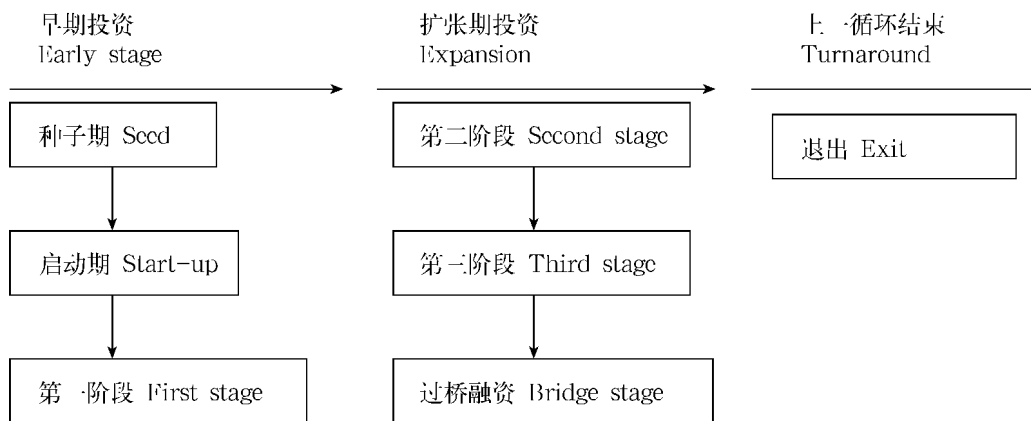 早期投资
Early stage
扩张期投资
Expansion
上一循环结束
Turnaround
种子期 Seed
第二阶段 Second stage
退出 Exit
启动期 Start-up
第三阶段 Third stage
第一阶段 First stage
过桥融资 Bridge stage